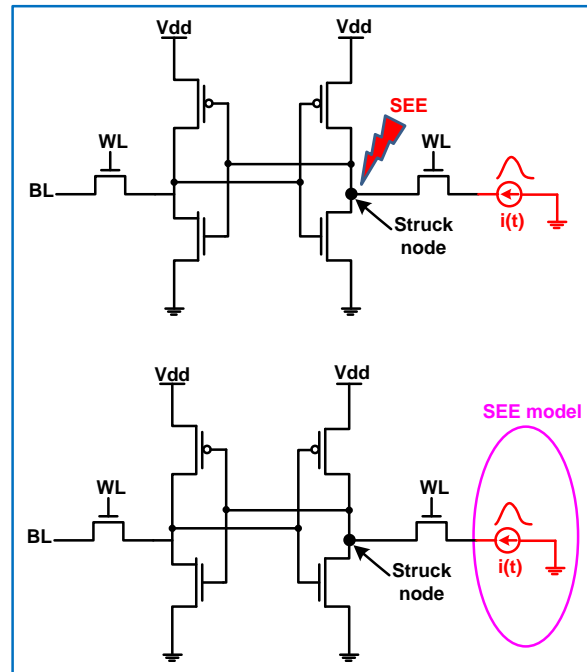 Vdd
Vdd
SEE
WL
WL
BL
Struck
node
i(t)
Vdd
Vdd
SEE model
WL
WL
BL
Struck
node
i(t)